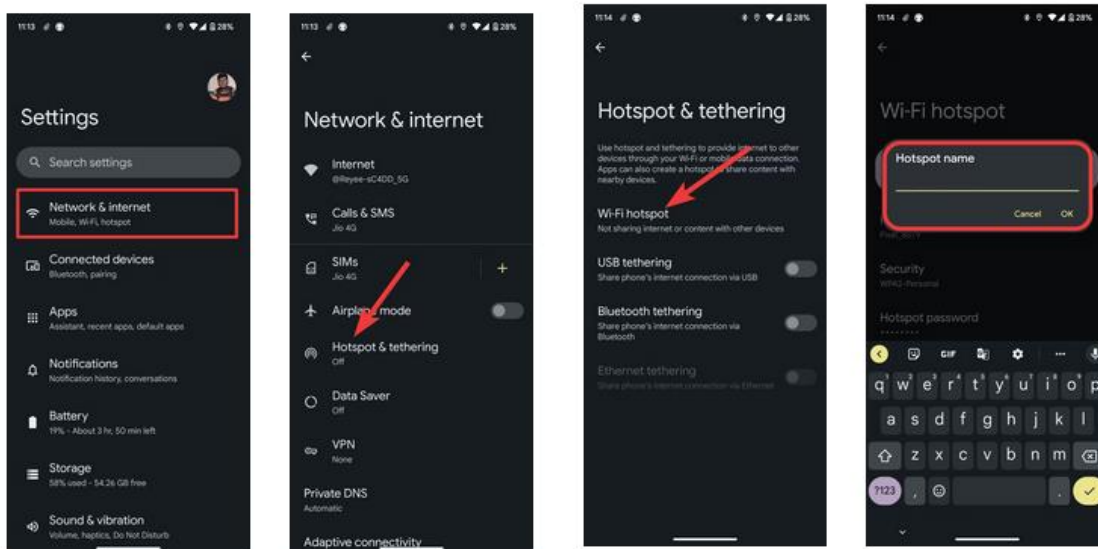 11:13
28%
Settings
Search settings
Network & internet
Mobile, Wi-Fi, hotspot
Connected devices
Bluetooth, pairing
Apps
Assistant, recent apps, default apps
Notifications
Notification history, conversations
Battery
19% - About 3 hr, 50 min left
Storage
58% used - 54.26 GB free
Sound & vibration
Volume, haptics, Do Not Disturb
11:13
28%
Network & internet
Internet
Calls & SMS
Jio 4G
SIMs
Jio 4G
+
Airplane mode
Hotspot & tethering
Off
Data Saver
Off
VPN
None
Private DNS
Automatic
Adaptive connectivity
11:14
28%
Hotspot & tethering
Use hotspot and tethering to provide internet to other
devices through your Wi-Fi or mobile data connection.
Apps can also create a hotspot to share content with
nearby devices.
Wi-Fi hotspot
Not sharing internet or content with other devices
USB tethering
Share phone's internet connection via USB
Bluetooth tethering
Share phone's internet connection via
Bluetooth
Ethernet tethering
Share phone's internet connection via Ethernet
11:14
28%
Wi-Fi hotspot
Hotspot name
Cancel OK
Security
WPA2-Personal
Hotspot password
GIF
q w e r t y u i o p
a s d f g h j k l
z x c v b n m
?123 , .